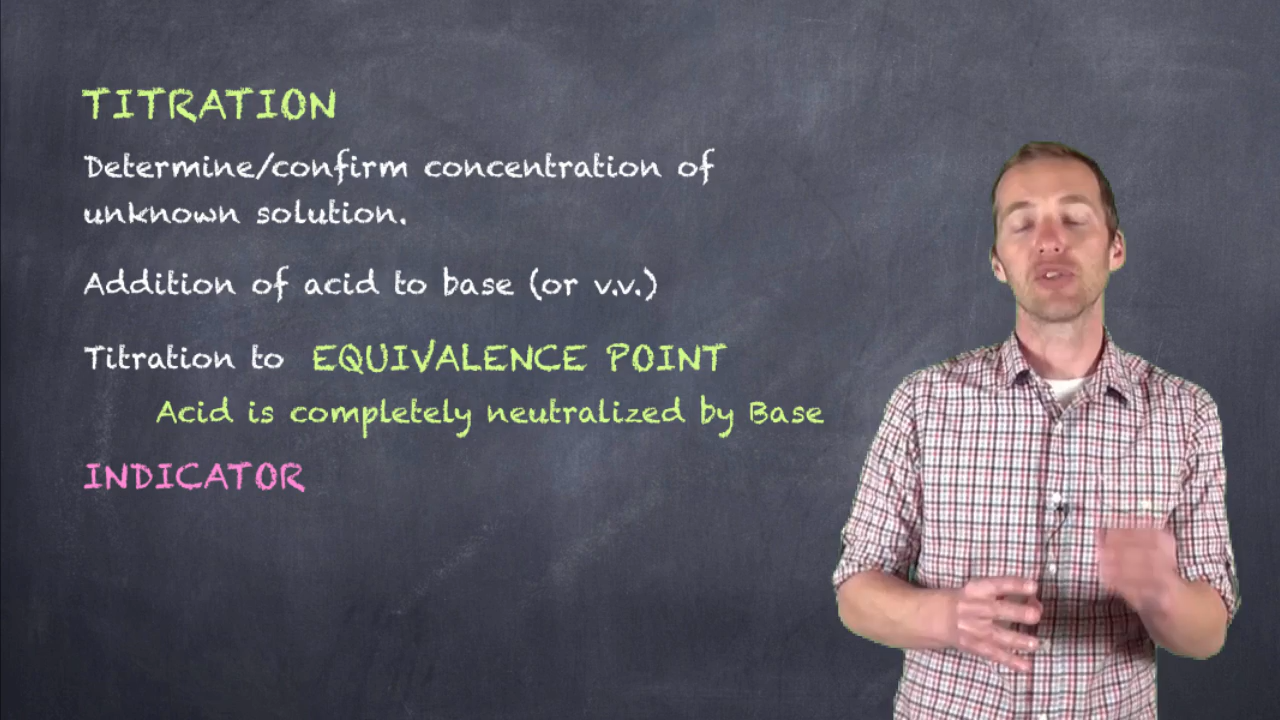 TITRATION
Determine/confirm concentration of
unknown solution.
Addition of acid to base (or v.v.)
Titration to EQUIVALENCE POINT
Acid is completely neutralized by Base
INDICATOR